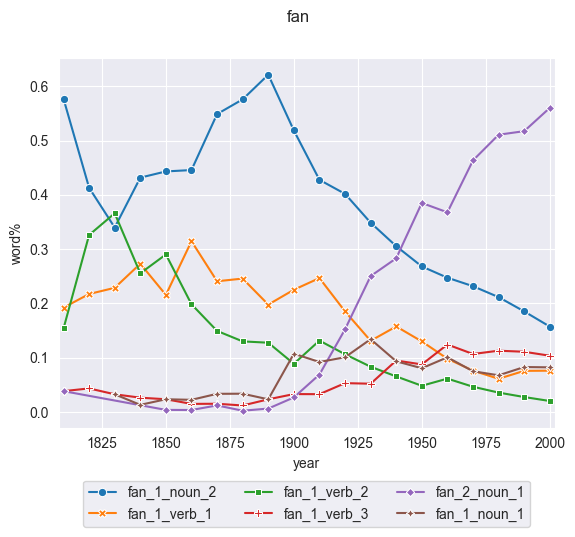 fan
0.6
0.5
0.4
0.3
0.2
0.1
0.0
word%
1825 1850 1875 1900 1925 1950 1975 2000
year
fan_1_noun_2 fan_1_verb_2 fan_2_noun_1
fan_1_verb_1 fan_1_verb_3 fan_1_noun_1